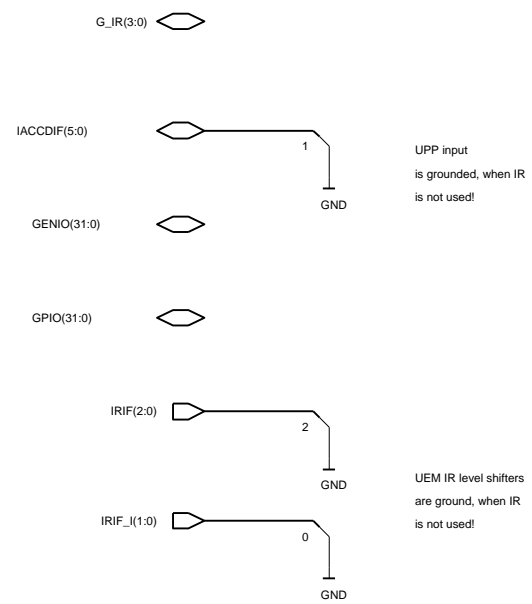 G_IR(3:0)
IACCDIF(5:0)
1
UPP input
is grounded, when IR
is not used!
GND
GENIO(31:0)
GPIO(31:0)
IRIF(2:0)
2
GND
UEM IR level shifters
are ground, when IR
is not used!
IRIF_I(1:0)
0
GND